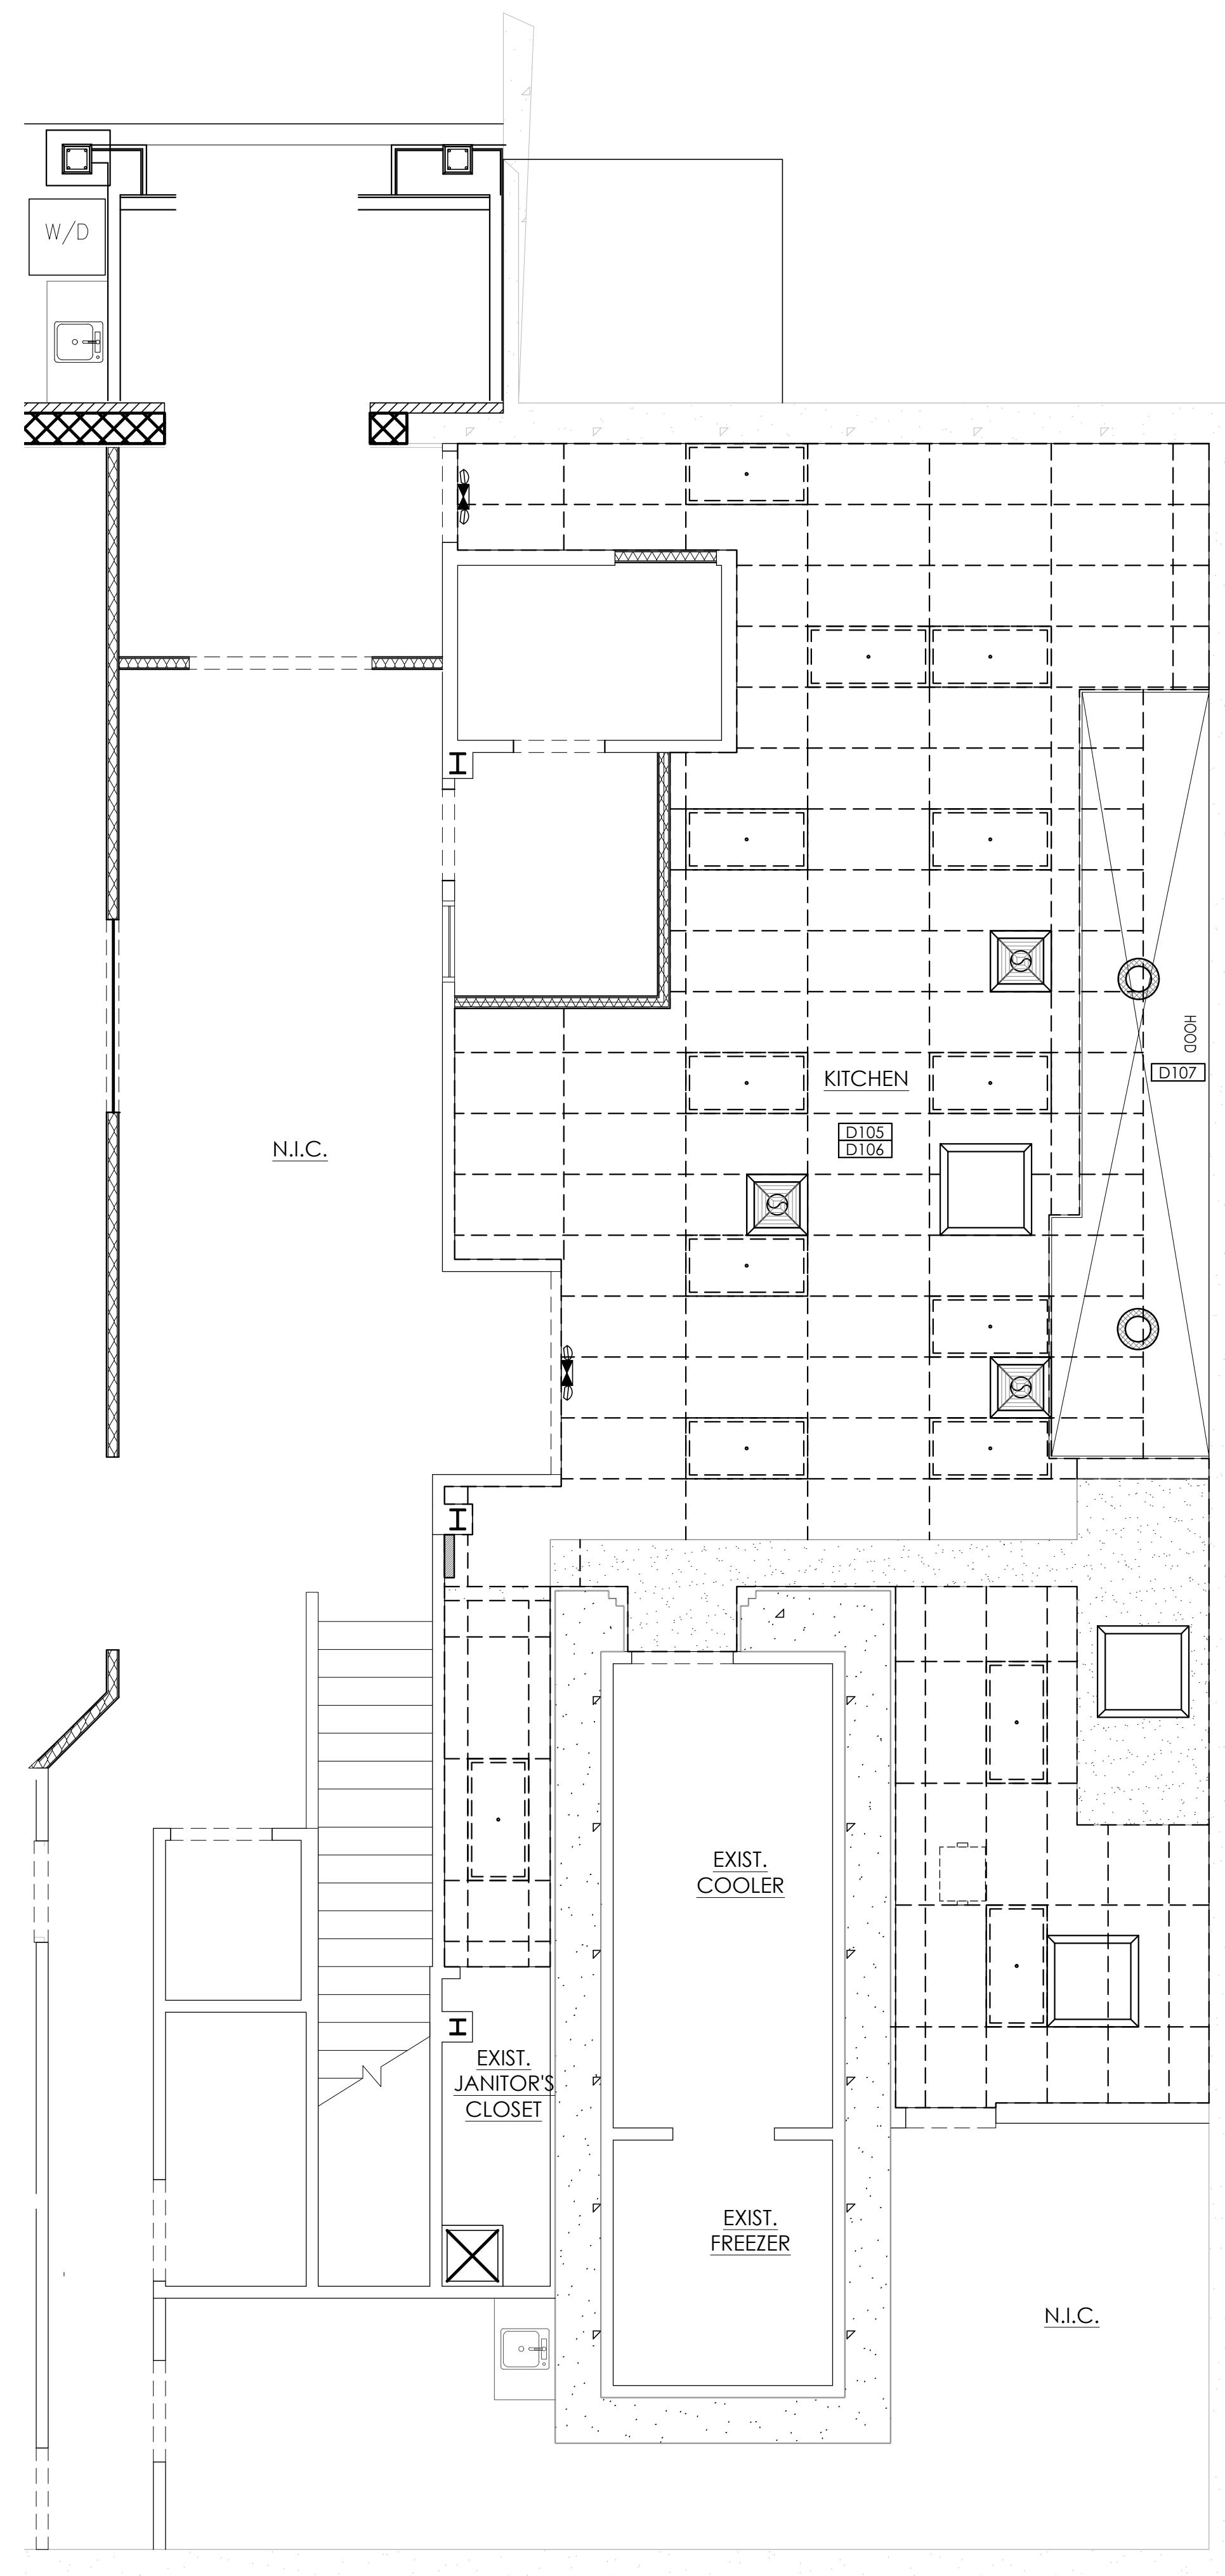 W/D
HOOD
D107
KITCHEN
D105
D106
N.I.C.
EXIST.
COOLER
EXIST.
JANITOR'S
CLOSET
EXIST.
FREEZER
N.I.C.